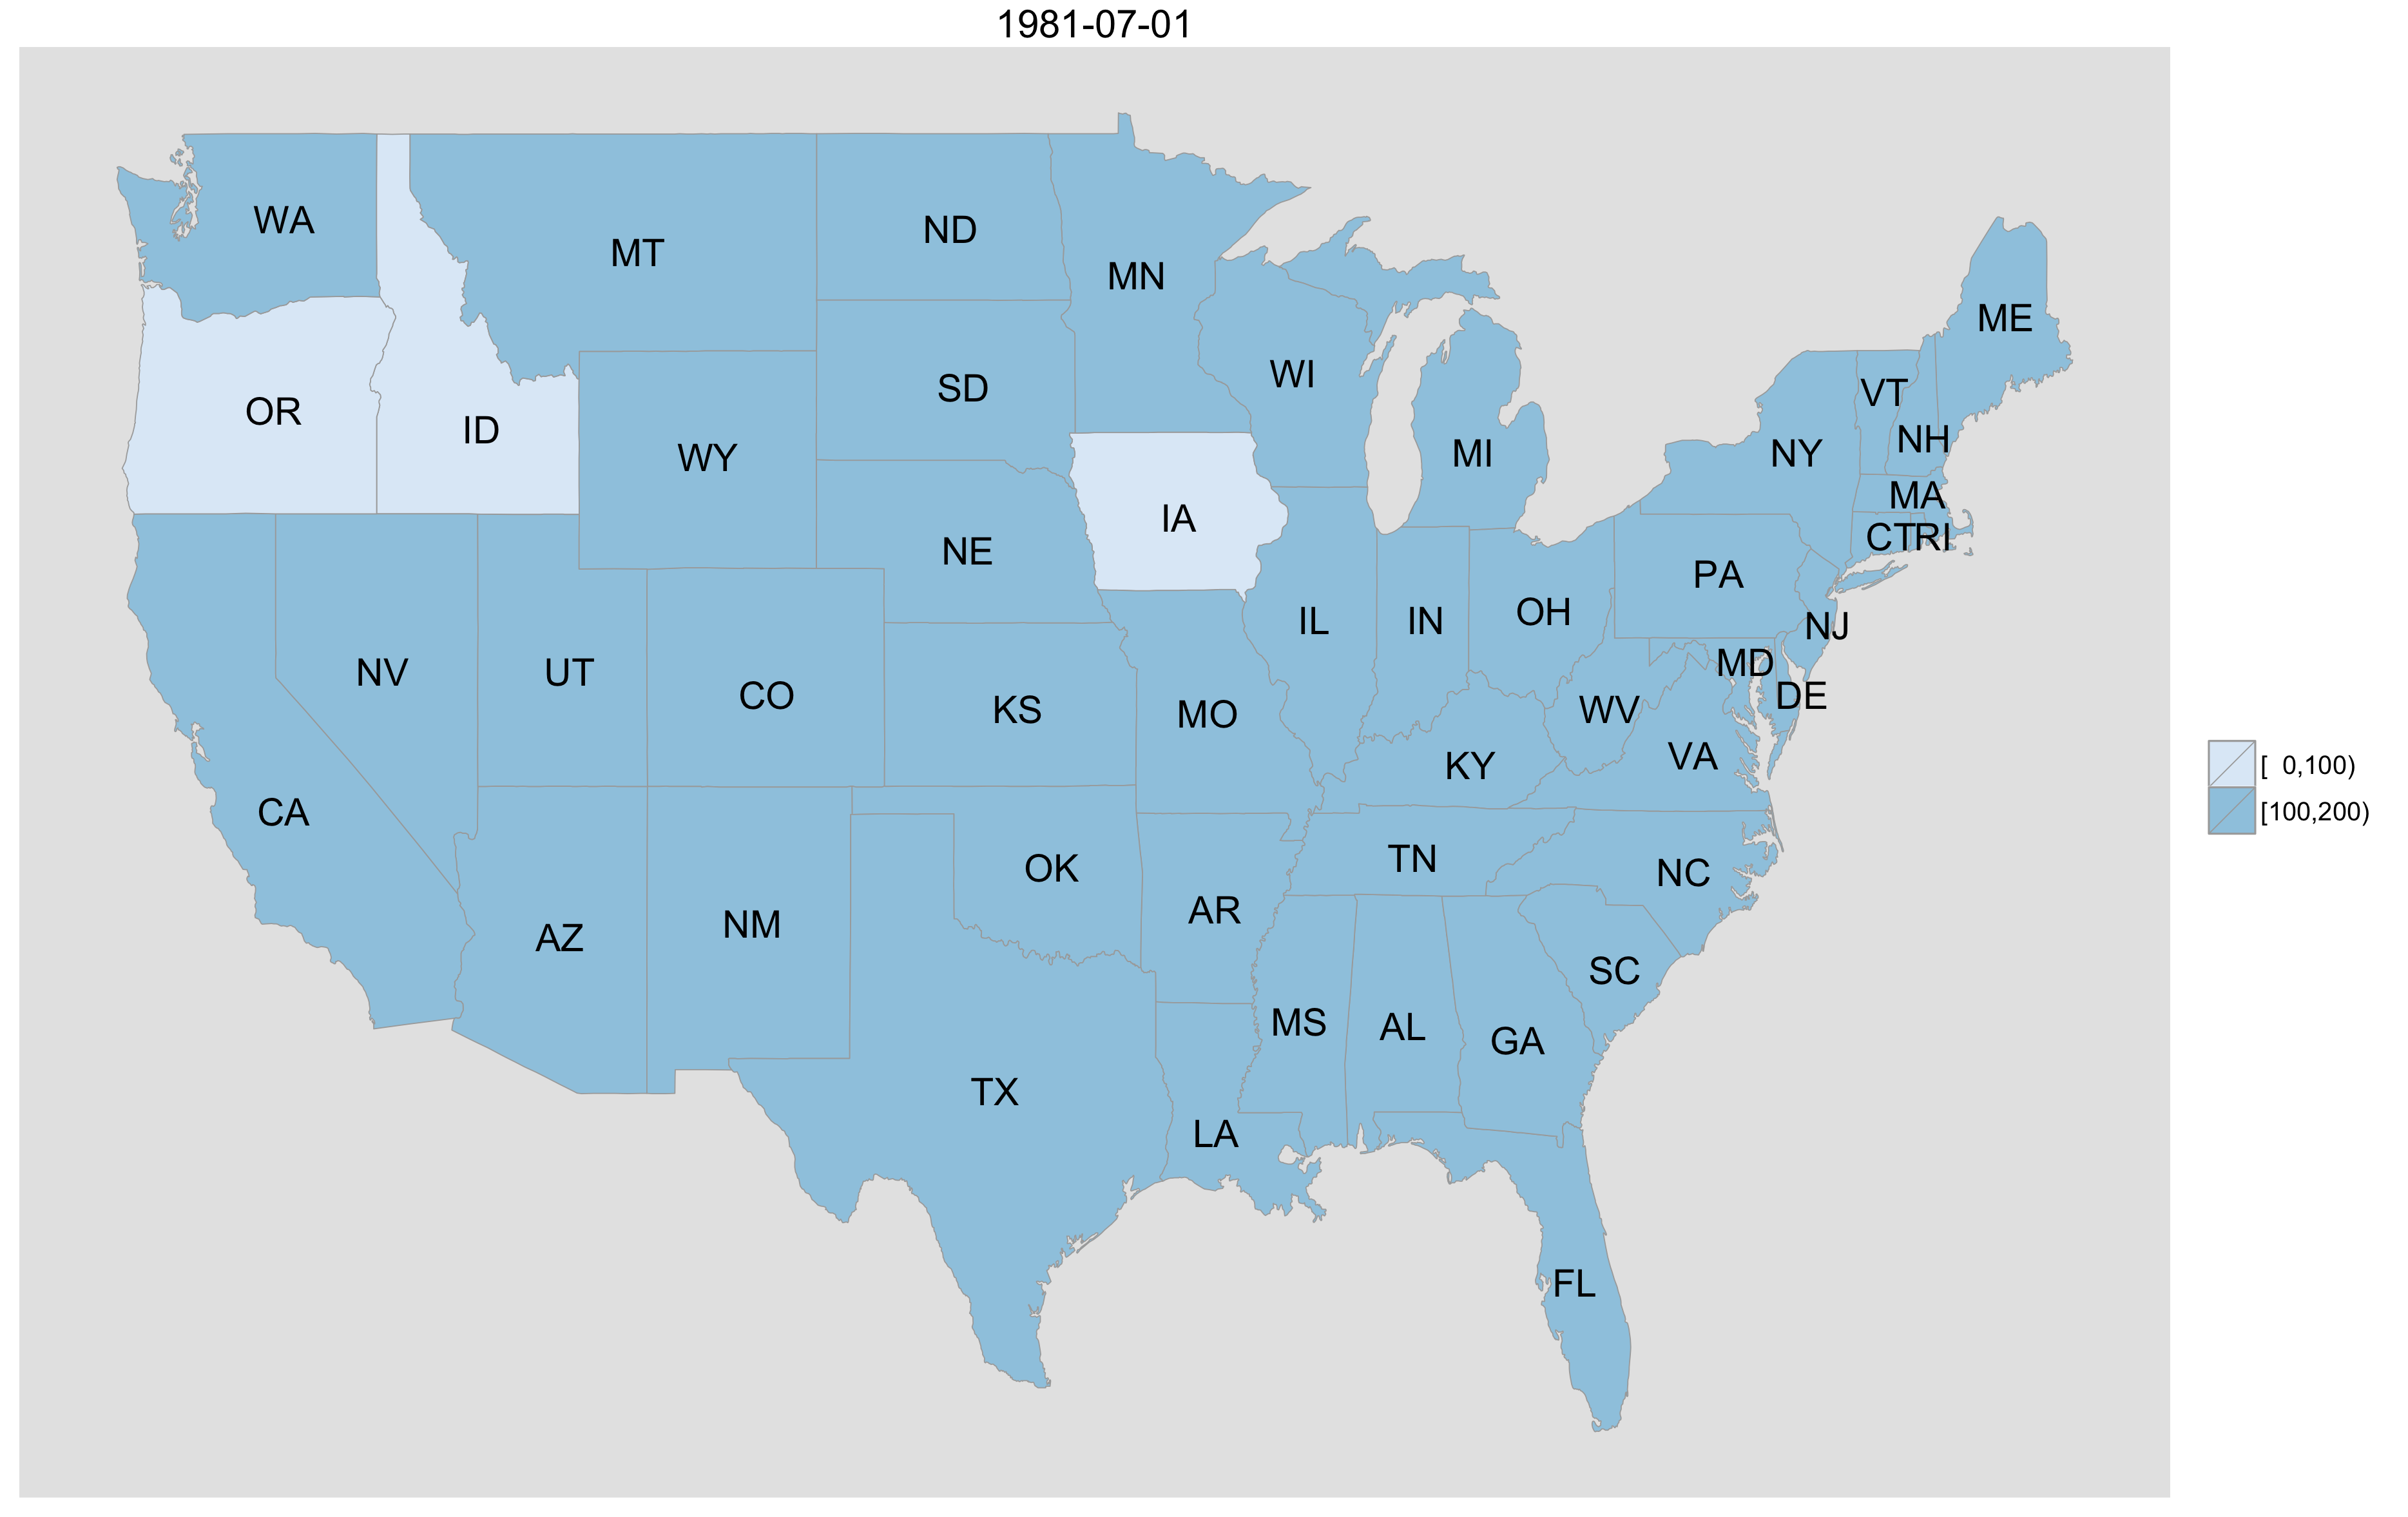 1981-07-01
WA
MT
ND
MN
ME
OR
ID
WY
SD
WI
MI
NY
VT
NH
MA
CT
RI
IA
NE
IL
IN
OH
PA
NJ
MD
DE
NV
UT
CO
KS
MO
WV
VA
KY
CA
OK
AR
TN
NC
AZ
NM
SC
MS
AL
GA
TX
LA
FL
[  0,100)
[100,200)